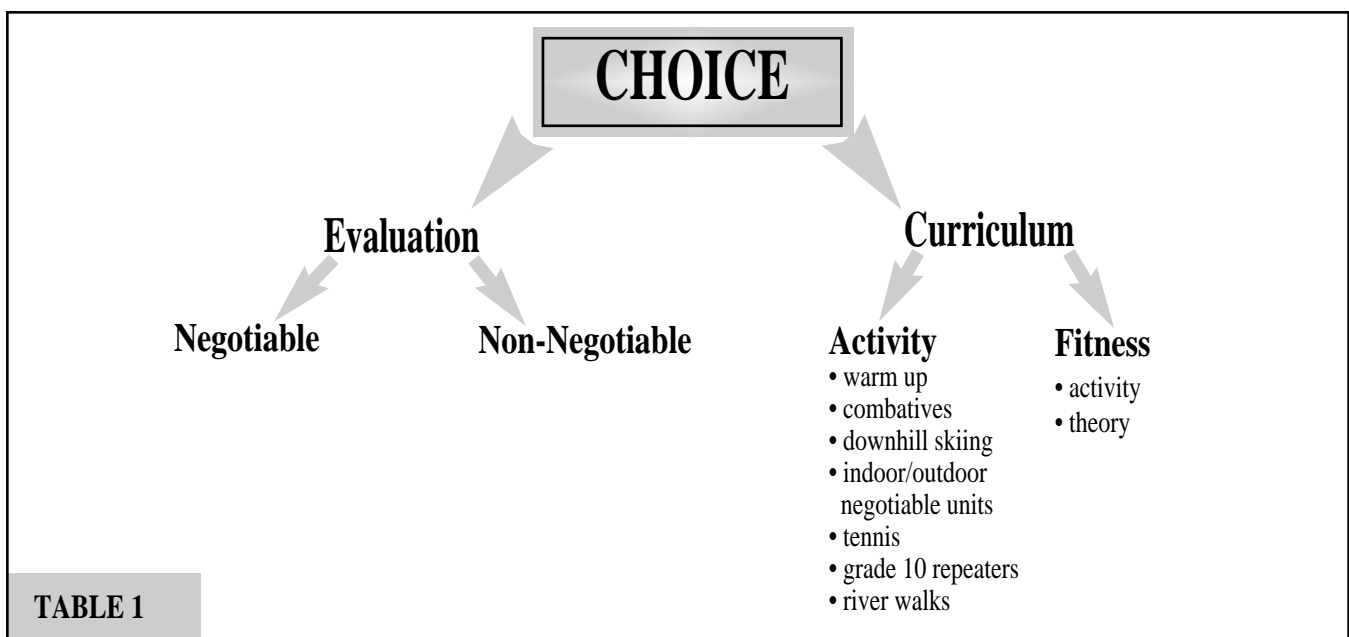 CHOICE
Evaluation
Curriculum
Negotiable
Non-Negotiable
Activity
• warm up
• combatives
• downhill skiing
• indoor/outdoor
negotiable units
• tennis
• grade 10 repeaters
• river walks
Fitness
• activity
• theory
TABLE 1